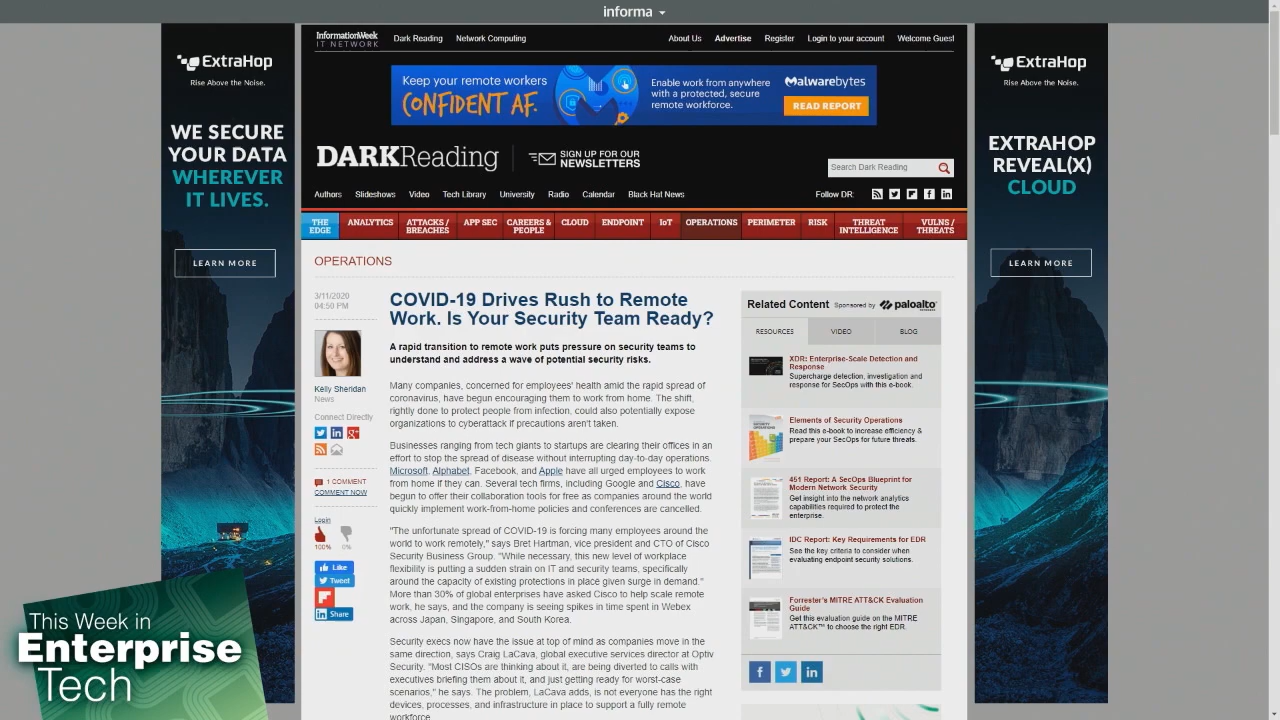 informa
ExtraHop
Rise Above the Noise.
WE SECURE
YOUR DATA
WHEREVER
IT LIVES.
LEARN MORE
InformationWeek
IT NETWORK
Dark Reading
Network Computing
About Us
Advertise
Register
Login to your account
Welcome Guest
Keep your remote workers
CONFIDENT AF.
Enable work from anywhere
with a protected, secure
remote workforce.
Malwarebytes
READ REPORT
DARKReading
SIGN UP FOR OUR
NEWSLETTERS
Search Dark Reading
Authors
Slideshows
Video
Tech Library
University
Radio
Calendar
Black Hat News
Follow DR:
THE
EDGE
ANALYTICS
ATTACKS /
BREACHES
APP SEC
CAREERS &
PEOPLE
CLOUD
ENDPOINT
IoT
OPERATIONS
PERIMETER
RISK
THREAT
INTELLIGENCE
VULNS /
THREATS
OPERATIONS
3/11/2020
04:50 PM
Kelly Sheridan
News
Connect Directly
1 COMMENT
COMMENT NOW
Login
100%
0%
Like
Tweet
Share
COVID-19 Drives Rush to Remote
Work. Is Your Security Team Ready?
A rapid transition to remote work puts pressure on security teams to
understand and address a wave of potential security risks.
Many companies, concerned for employees' health amid the rapid spread of
coronavirus, have begun encouraging them to work from home. The shift,
rightly done to protect people from infection, could also potentially expose
organizations to cyberattack if precautions aren't taken.
Businesses ranging from tech giants to startups are clearing their offices in an
effort to stop the spread of disease without interrupting day-to-day operations.
Microsoft, Alphabet, Facebook, and Apple have all urged employees to work
from home if they can. Several tech firms, including Google and Cisco, have
begun to offer their collaboration tools for free as companies around the world
quickly implement work-from-home policies and conferences are cancelled.
"The unfortunate spread of COVID-19 is forcing many employees around the
world to work remotely," says Bret Hartman, vice president and CTO of Cisco
Security Business Group. "While necessary, this new level of workplace
flexibility is putting a sudden strain on IT and security teams, specifically
around the capacity of existing protections in place given surge in demand."
More than 30% of global enterprises have asked Cisco to help scale remote
work, he says, and the company is seeing spikes in time spent in Webex
across Japan, Singapore, and South Korea.
Security execs now have the issue at top of mind as companies move in the
same direction, says Craig LaCava, global executive services director at Optiv
Security. "Most CISOs are thinking about it, are being diverted to calls with
executives briefing them about it, and just getting ready for worst-case
scenarios," he says. The problem, LaCava adds, is not everyone has the right
devices, processes, and infrastructure in place to support a fully remote
workforce.
Related Content
Sponsored by
paloalto
NETWORKS
RESOURCES
VIDEO
BLOG
XDR: Enterprise-Scale Detection and
Response
Supercharge detection, investigation and
response for SecOps with this e-book.
Elements of Security Operations
Read this e-book to increase efficiency &
prepare your SecOps for future threats.
451 Report: A SecOps Blueprint for
Modern Network Security
Get insight into the network analytics
capabilities required to protect the
enterprise.
IDC Report: Key Requirements for EDR
See the key criteria to consider when
evaluating endpoint security solutions.
Forrester's MITRE ATT&CK Evaluation
Guide
Get this evaluation guide on the MITRE
ATT&CK™ to choose the right EDR.
ExtraHop
Rise Above the Noise.
EXTRAHOP
REVEAL(X)
CLOUD
LEARN MORE
This Week in
Enterprise
Tech